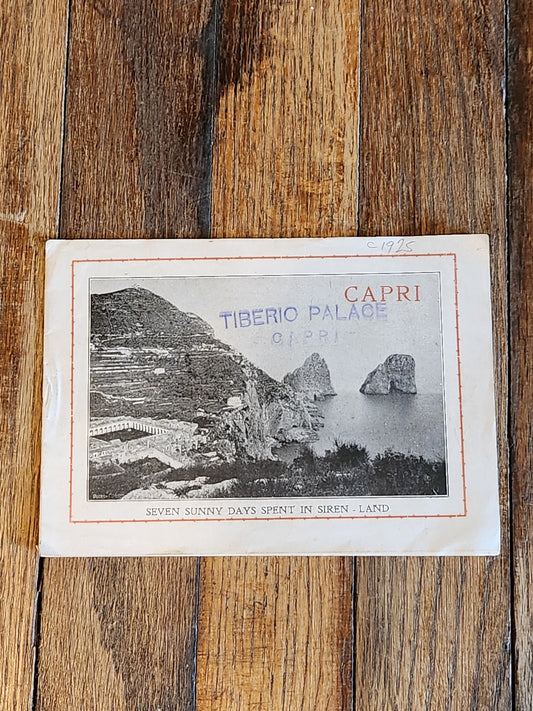 c1925
CAPRI
TIBERIO PALACE
CAPRI
SEVEN SUNNY DAYS SPENT IN SIREN - LAND